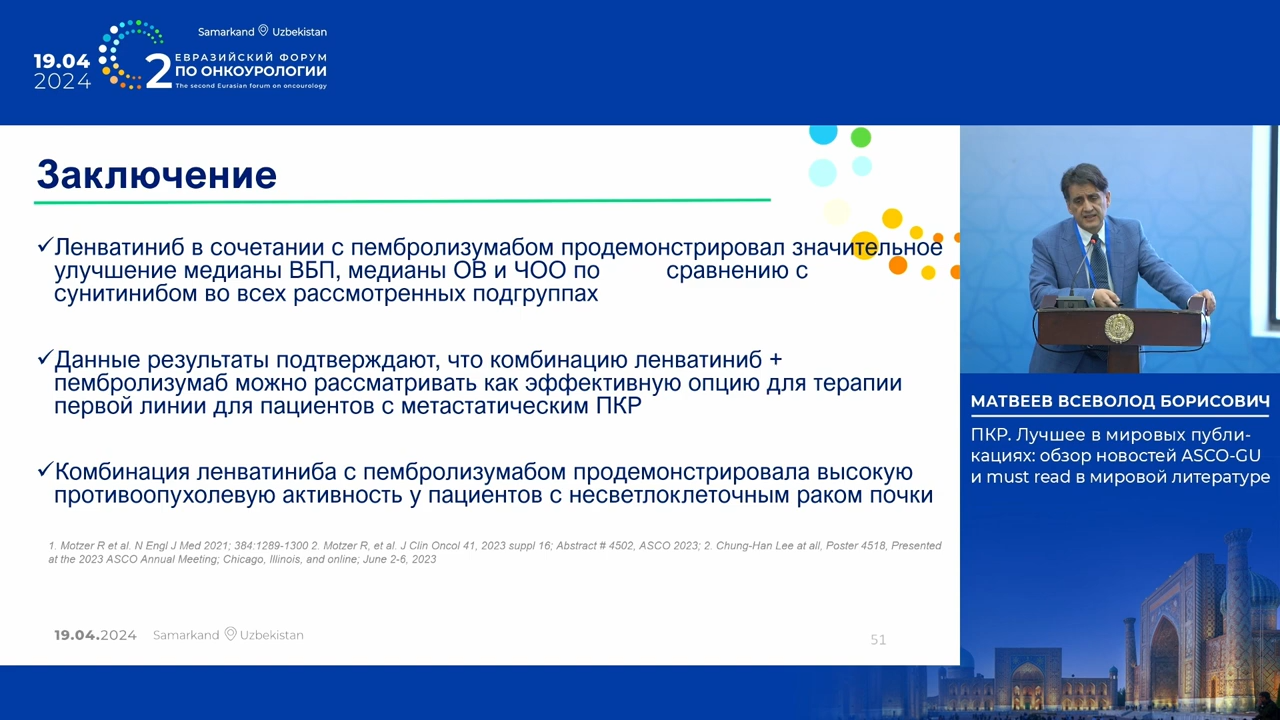 Samarkand Uzbekistan
19.04
2024
2
ЕВРАЗИЙСКИЙ ФОРУМ
ПО ОНКОУРОЛОГИИ
The second Eurasian forum on oncourology
Заключение
✓Ленватиниб в сочетании с пембролизумабом продемонстрировал значительное
улучшение медианы ВБП, медианы ОВ и ЧОО по сравнению с
сунитинибом во всех рассмотренных подгруппах
✓Данные результаты подтверждают, что комбинацию ленватиниб +
пембролизумаб можно рассматривать как эффективную опцию для терапии
первой линии для пациентов с метастатическим ПКР
✓Комбинация ленватиниба с пембролизумабом продемонстрировала высокую
противоопухолевую активность у пациентов с несветлоклеточным раком почки
1. Motzer R et al. N Engl J Med 2021; 384:1289-1300 2. Motzer R, et al. J Clin Oncol 41, 2023 suppl 16; Abstract # 4502, ASCO 2023; 2. Chung-Han Lee at all, Poster 4518, Presented
at the 2023 ASCO Annual Meeting; Chicago, Illinois, and online; June 2-6, 2023
19.04.2024 Samarkand Uzbekistan
51
МАТВЕЕВ ВСЕВОЛОД БОРИСОВИЧ
ПКР. Лучшее в мировых публи-
кациях: обзор новостей ASCO-GU
и must read в мировой литературе